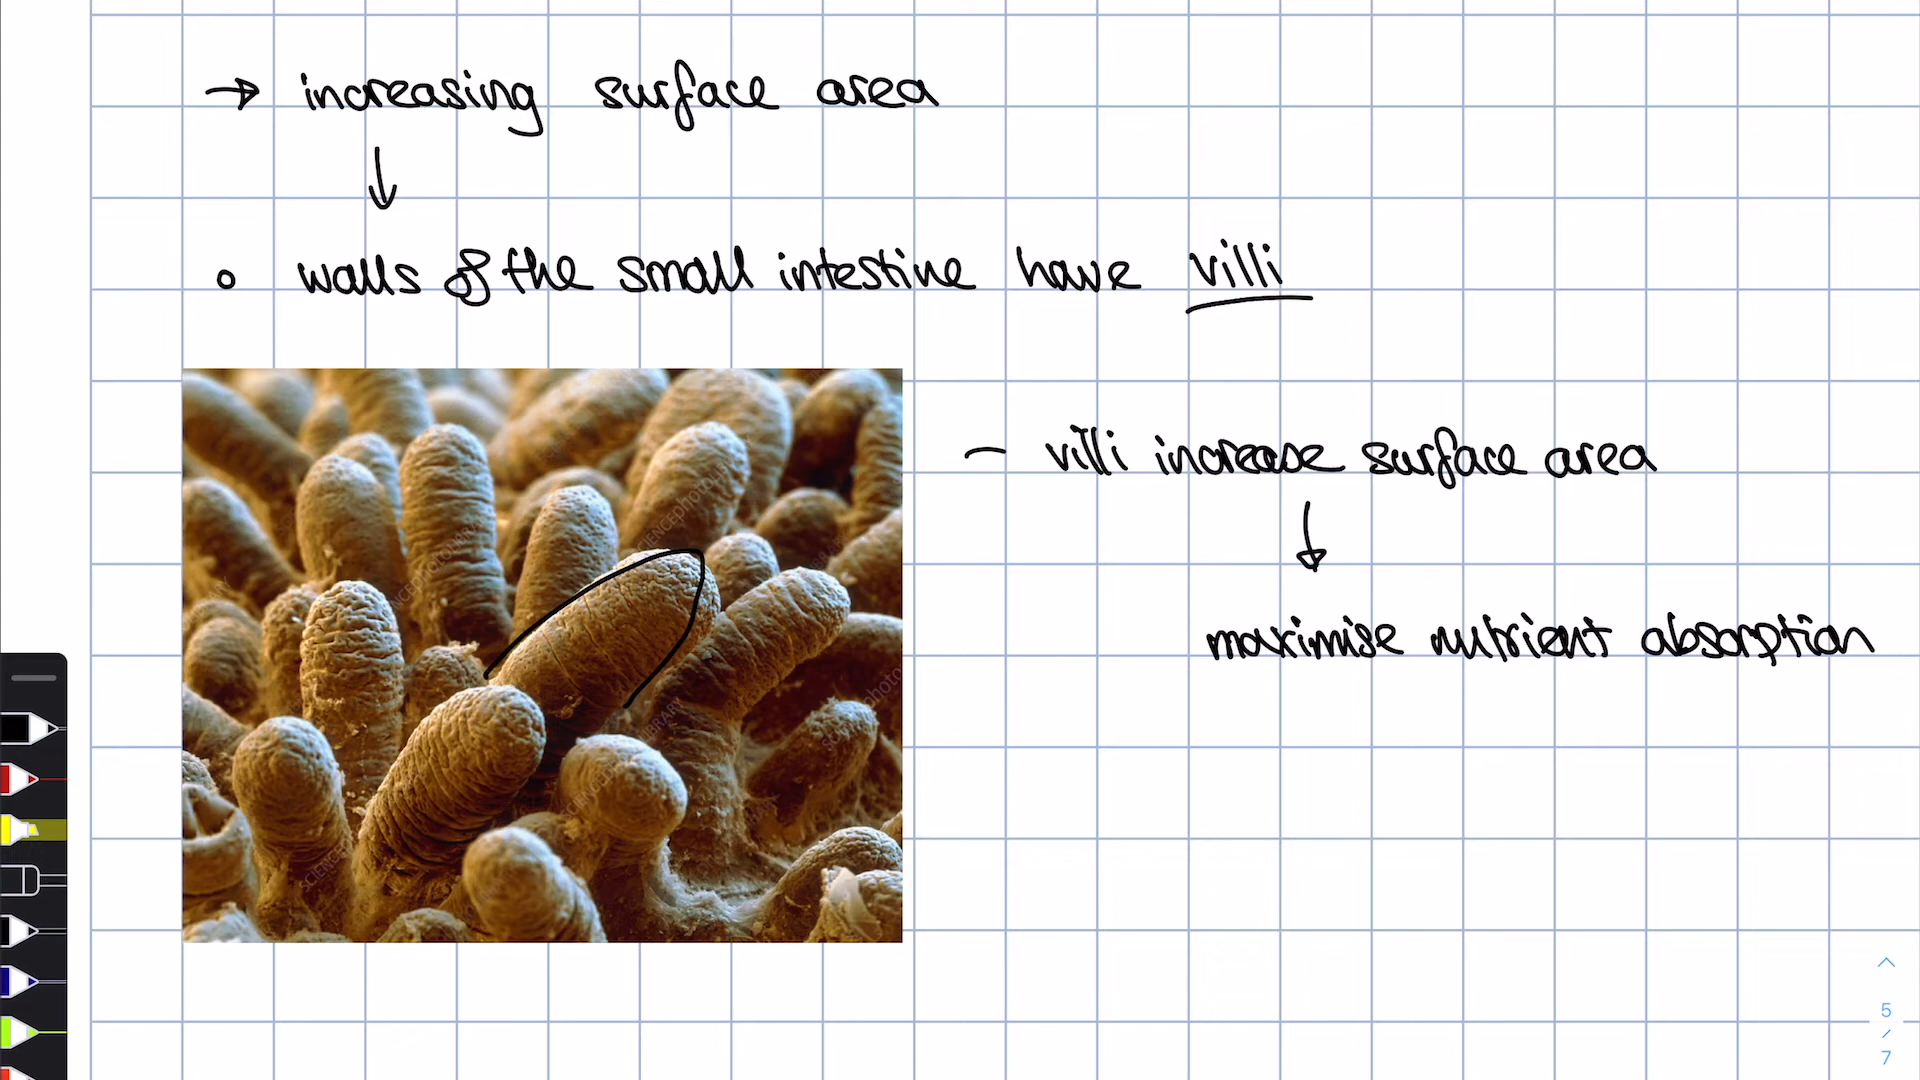 → increasing surface area
↓
o walls of the small intestine have villi
- villi increase surface area
↓
maximise nutrient absorption
5
/
7